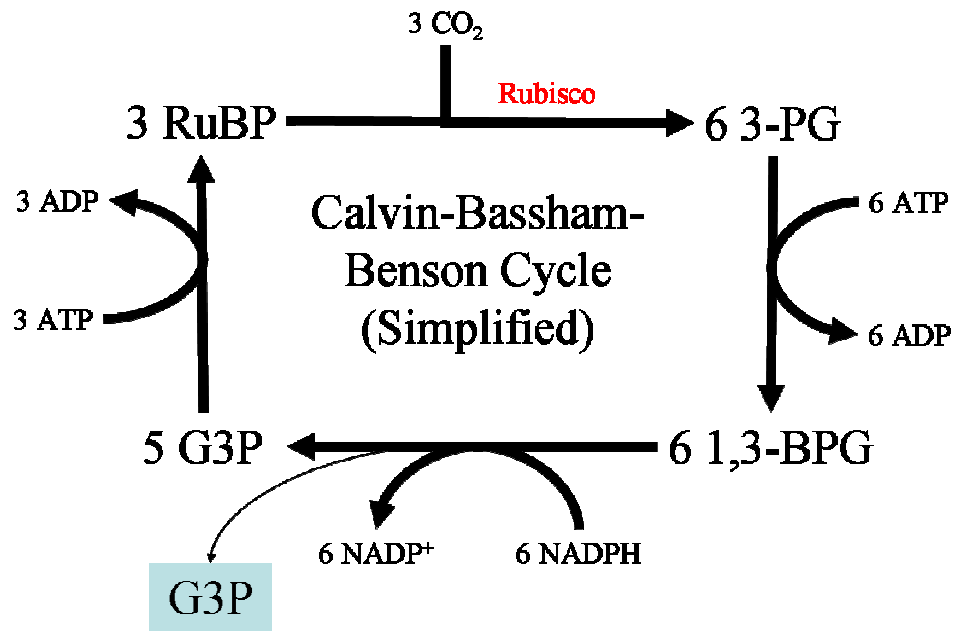 3 CO₂
Rubisco
3 RuBP
6 3-PG
3 ADP
Calvin-Bassham-
Benson Cycle
(Simplified)
6 ATP
3 ATP
6 ADP
5 G3P
6 1,3-BPG
6 NADP⁺
6 NADPH
G3P